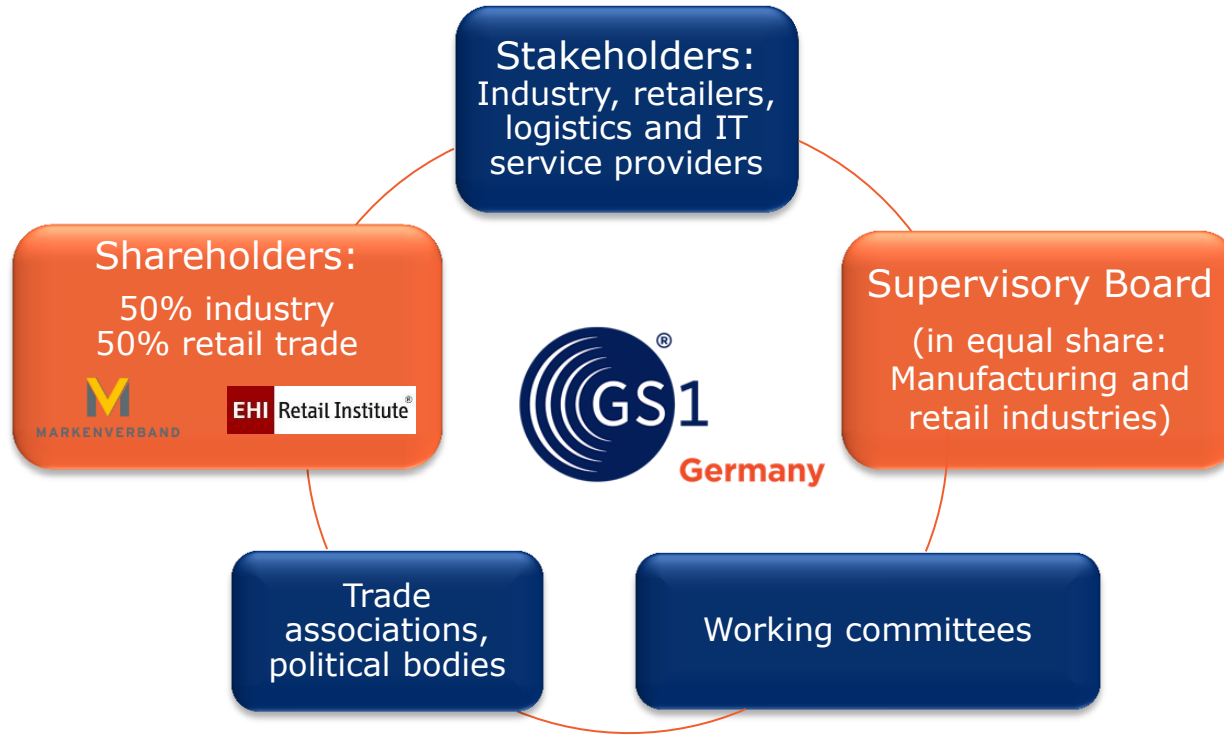 Stakeholders:
Industry, retailers,
logistics and IT
service providers
Shareholders:
50% industry
50% retail trade
MARKENVERBAND
EHI Retail Institute®
Supervisory Board
(in equal share:
Manufacturing and
retail industries)
GS1®
Germany
Trade
associations,
political bodies
Working committees